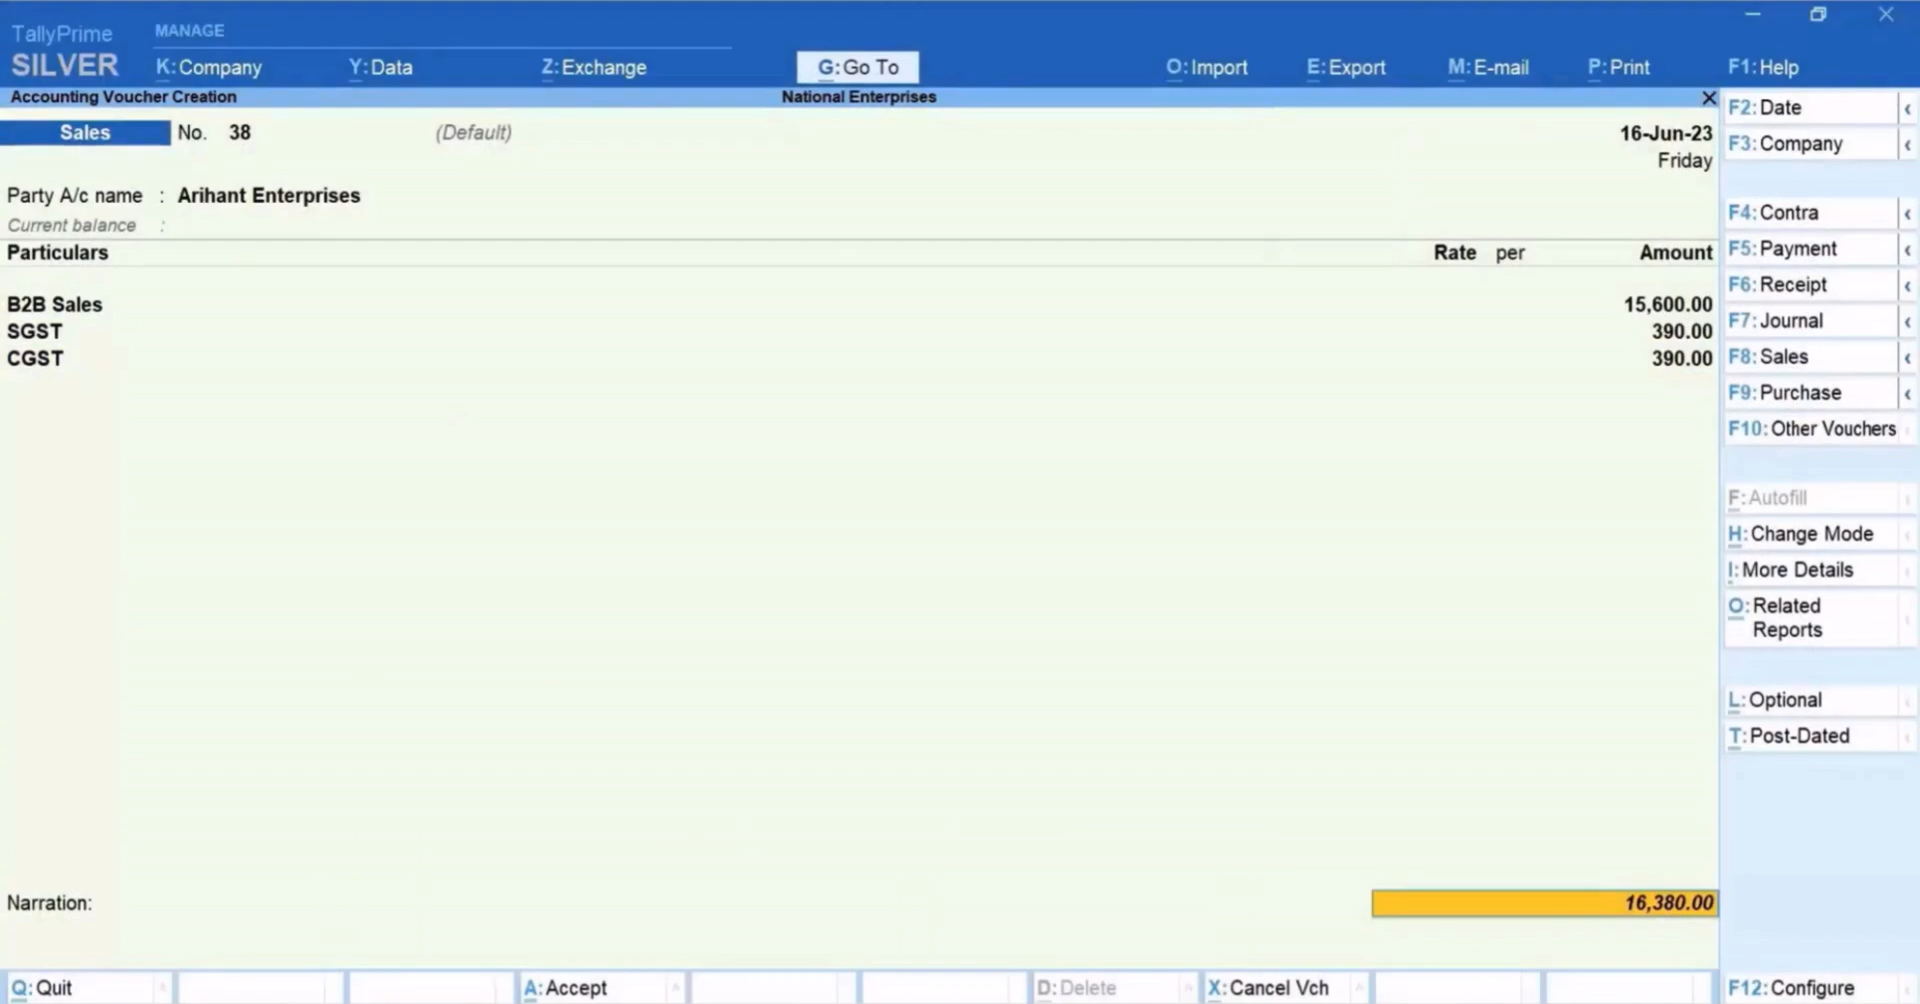 TallyPrime
SILVER
MANAGE
K:Company Y:Data Z:Exchange G:Go To O:Import E:Export M:E-mail P:Print F1:Help
Accounting Voucher Creation National Enterprises
Sales No. 38 (Default) 16-Jun-23
Friday
Party A/c name : Arihant Enterprises
Current balance :
Particulars Rate per Amount
B2B Sales 15,600.00
SGST 390.00
CGST 390.00
Narration: 16,380.00
F2:Date
F3:Company
F4:Contra
F5:Payment
F6:Receipt
F7:Journal
F8:Sales
F9:Purchase
F10:Other Vouchers
F:Autofill
H:Change Mode
I:More Details
O:Related
Reports
L:Optional
T:Post-Dated
Q:Quit A:Accept D:Delete X:Cancel Vch F12:Configure